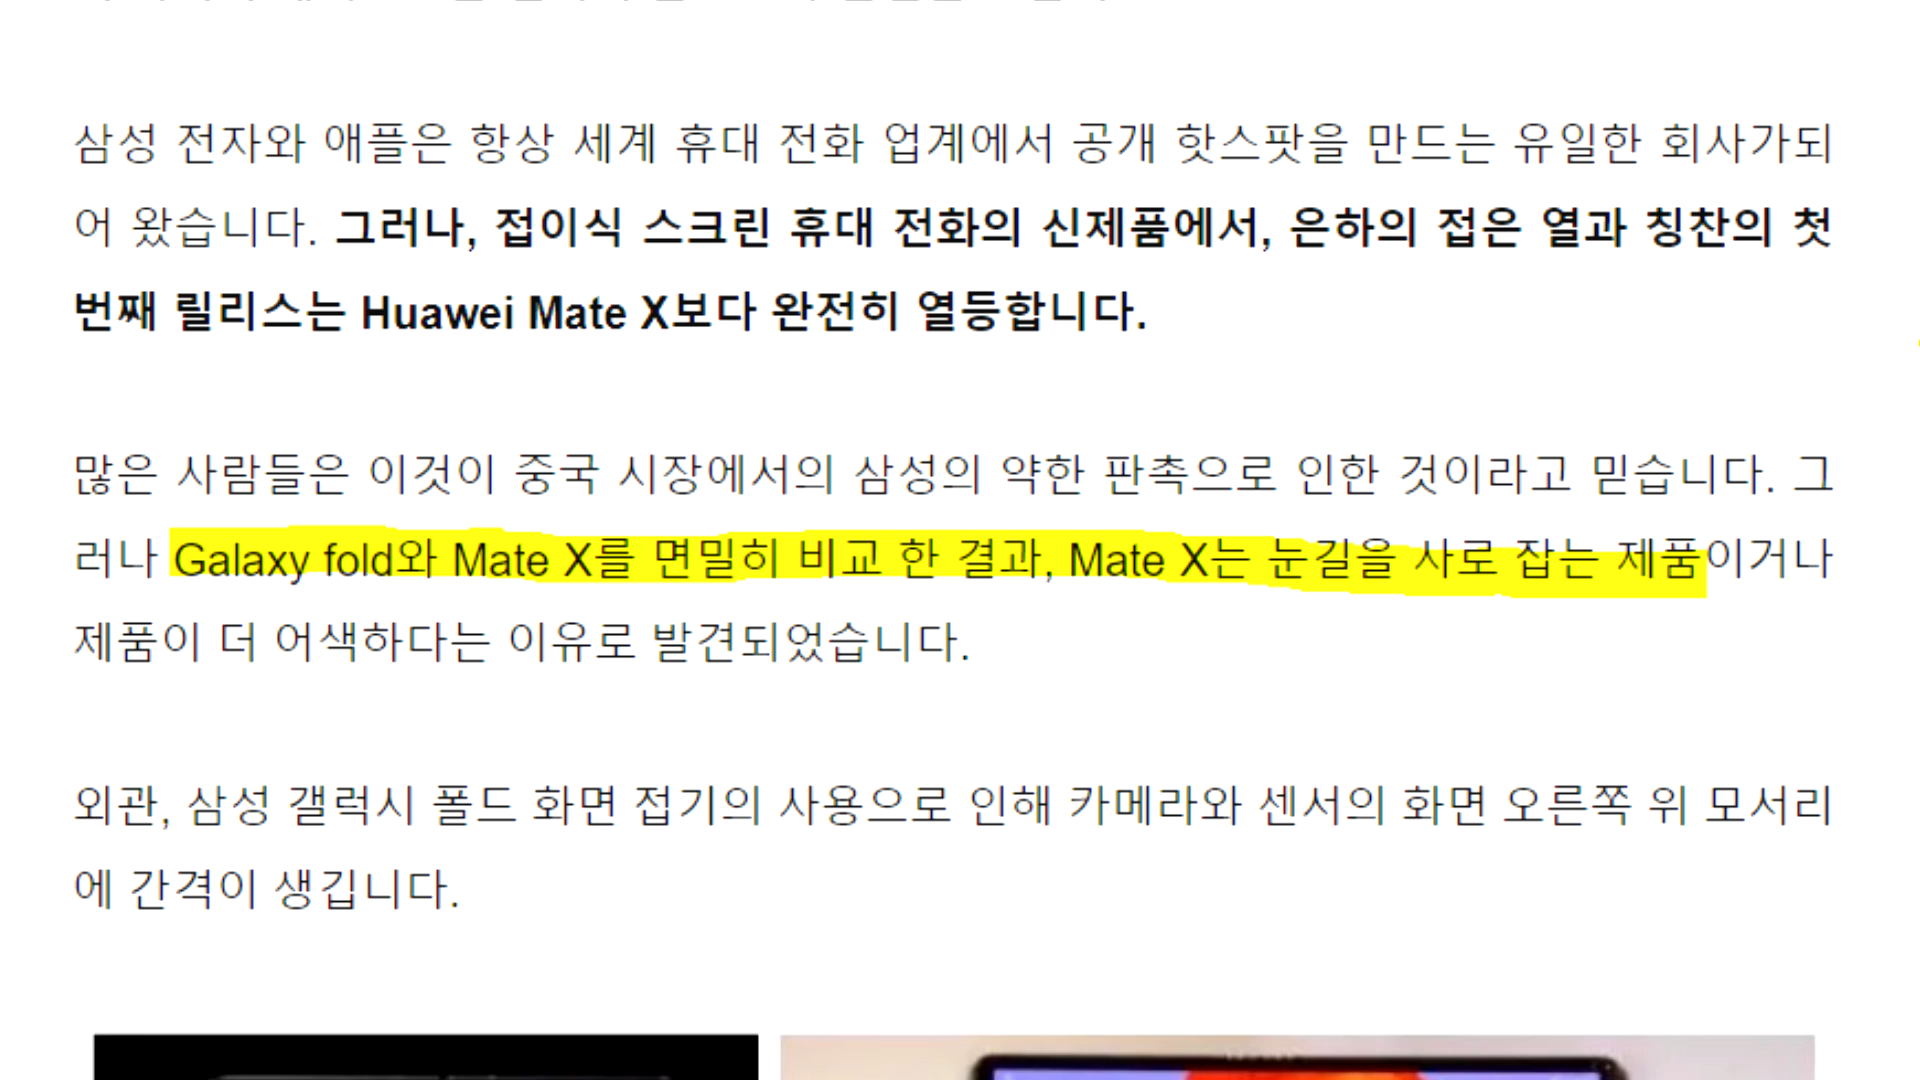 삼성 전자와 애플은 항상 세계 휴대 전화 업계에서 공개 핫스팟을 만드는 유일한 회사가되
어 왔습니다. 그러나, 접이식 스크린 휴대 전화의 신제품에서, 은하의 접은 열과 칭찬의 첫
번째 릴리스는 Huawei Mate X보다 완전히 열등합니다.
많은 사람들은 이것이 중국 시장에서의 삼성의 약한 판촉으로 인한 것이라고 믿습니다. 그
러나 Galaxy fold와 Mate X를 면밀히 비교 한 결과, Mate X는 눈길을 사로 잡는 제품이거나
제품이 더 어색하다는 이유로 발견되었습니다.
외관, 삼성 갤럭시 폴드 화면 접기의 사용으로 인해 카메라와 센서의 화면 오른쪽 위 모서리
에 간격이 생깁니다.